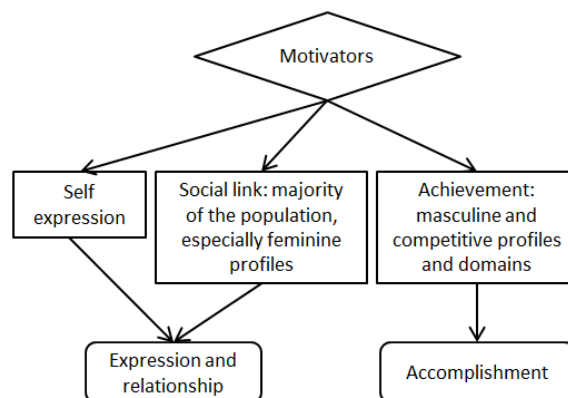 Motivators
Self
expression
Social link: majority
of the population,
especially feminine
profiles
Achievement:
masculine and
competitive profiles
and domains
Expression and
relationship
Accomplishment